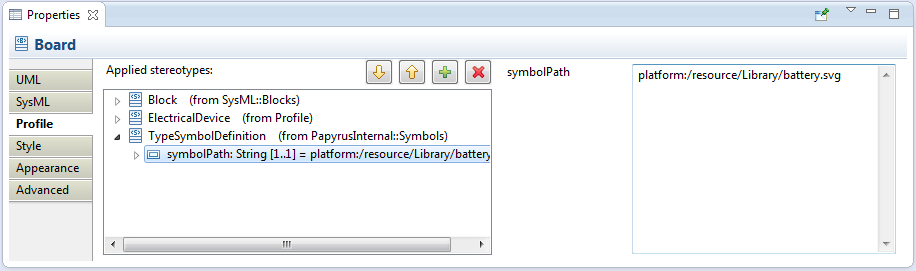 Properties
Board
UML
SysML
Profile
Style
Appearance
Advanced
Applied stereotypes:
Block (from SysML::Blocks)
ElectricalDevice (from Profile)
TypeSymbolDefinition (from PapyrusInternal::Symbols)
symbolPath: String [1..1] = platform:/resource/Library/battery
symbolPath
platform:/resource/Library/battery.svg